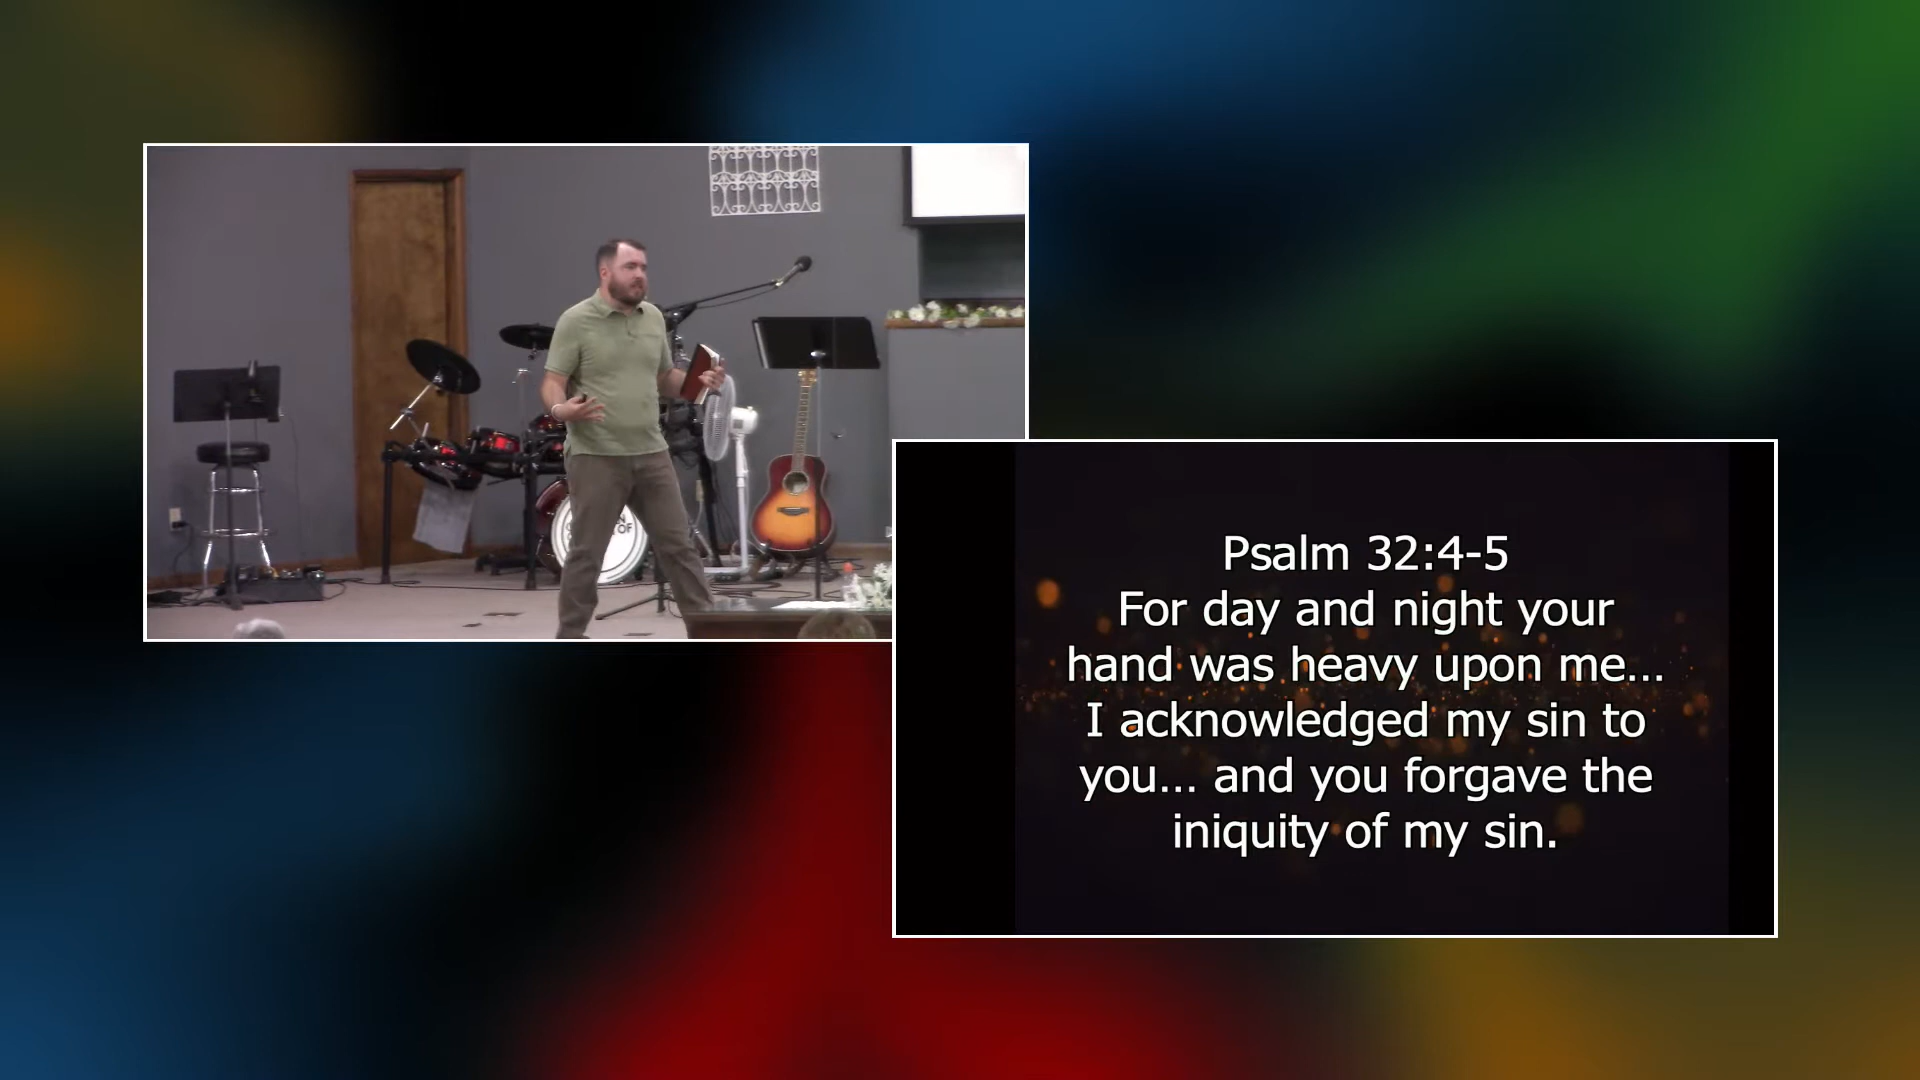 Psalm 32:4-5
For day and night your
hand was heavy upon me...
I acknowledged my sin to
you... and you forgave the
iniquity of my sin.